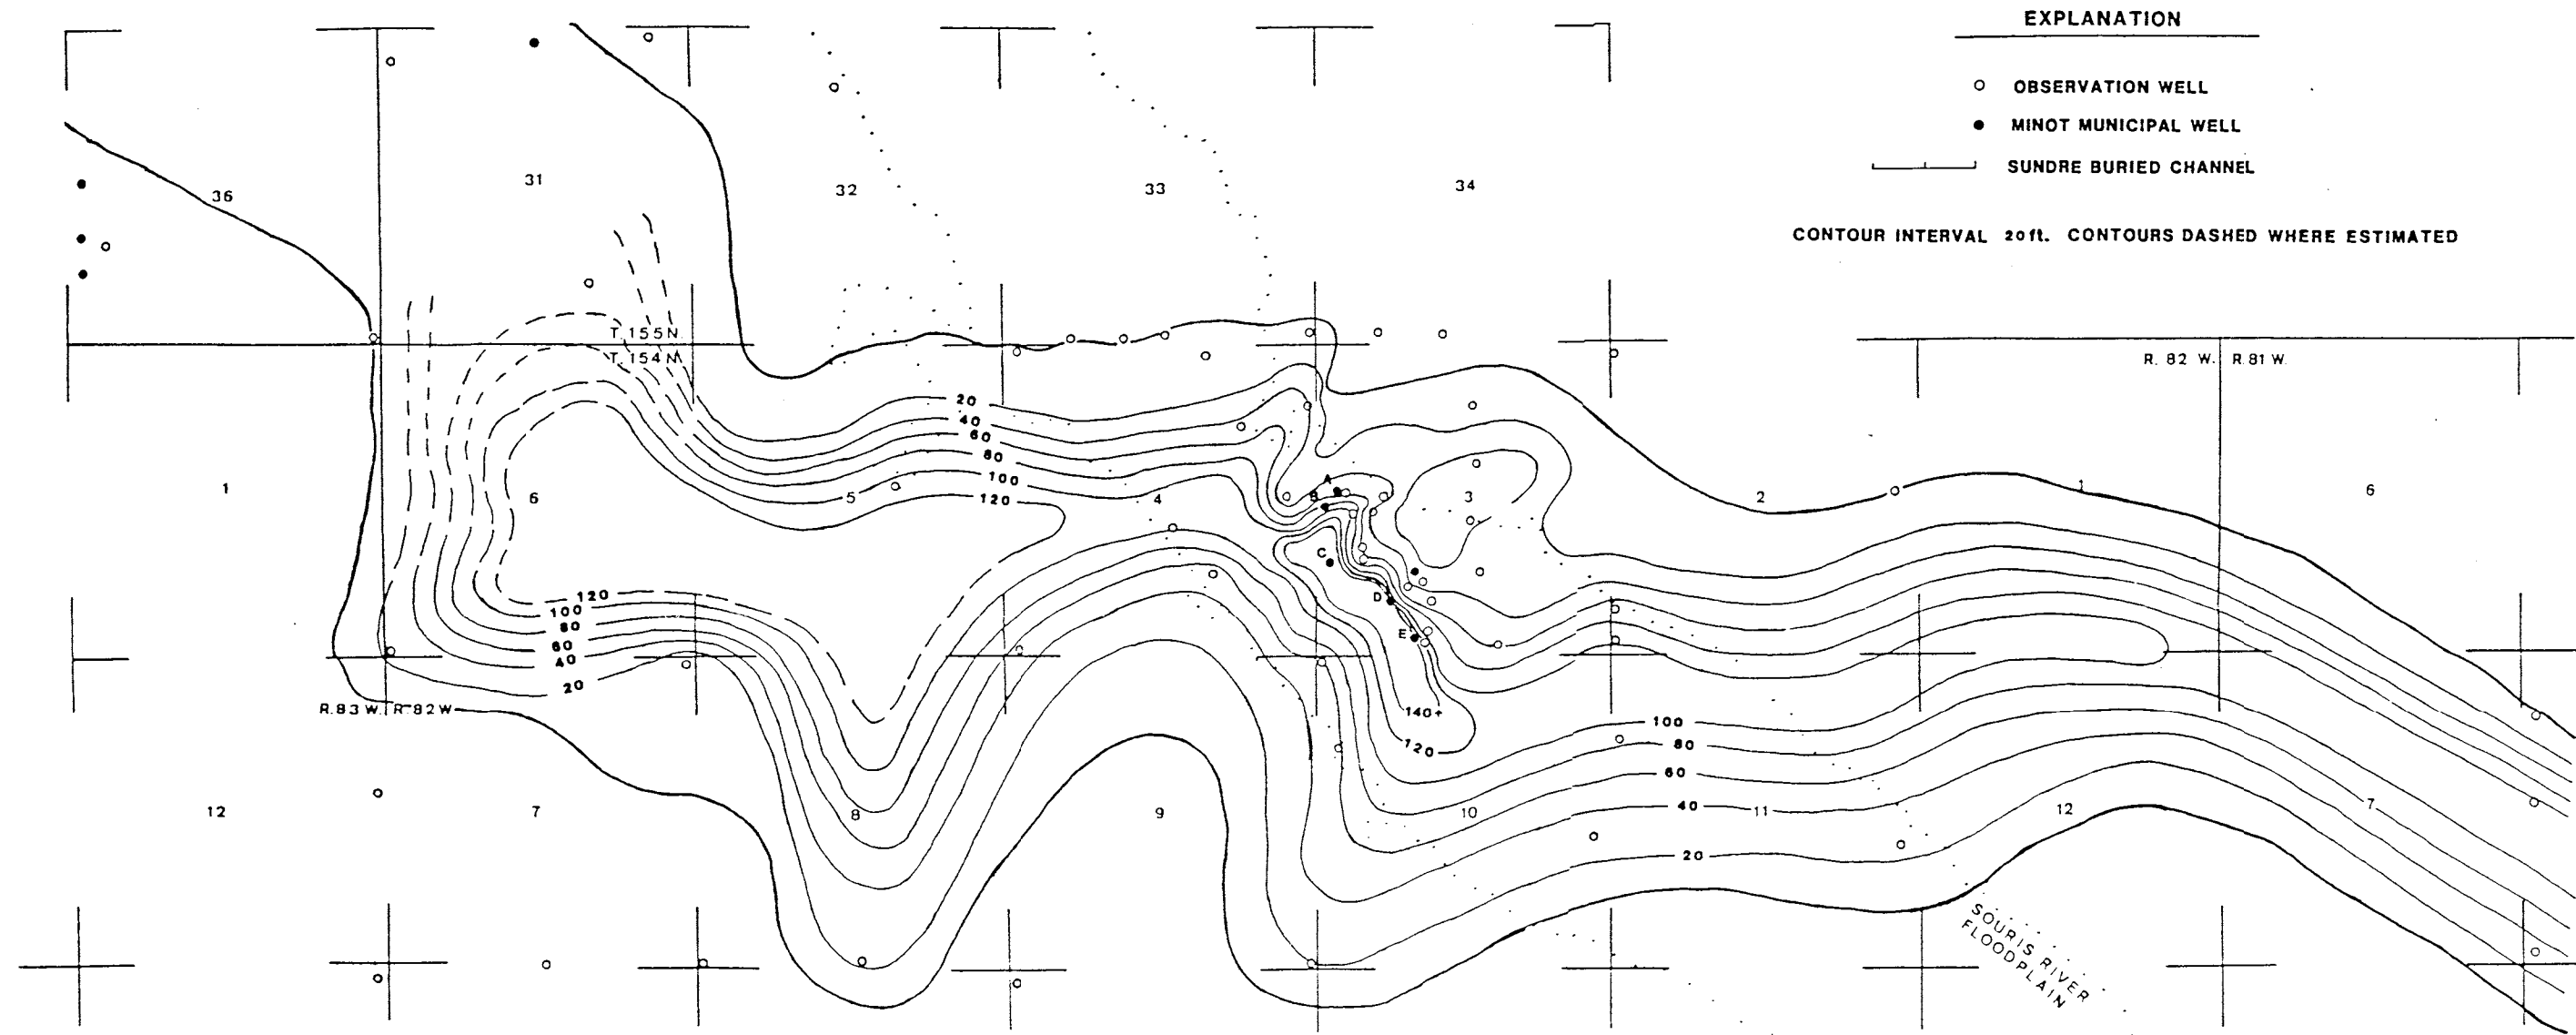 EXPLANATION
OBSERVATION WELL
MINOT MUNICIPAL WELL
SUNDRE BURIED CHANNEL
CONTOUR INTERVAL 20ft. CONTOURS DASHED WHERE ESTIMATED
36
31
32
33
34
T. 155N.
T. 154N.
R. 82 W. R. 81 W.
20
40
60
80
100
120
1
6
5
4
A
B
C
D
E
3
2
1
6
120
100
80
60
40
20
R. 83 W. R. 82 W.
140+
120
100
80
60
40
20
12
7
8
9
10
11
12
7
SOURIS RIVER
FLOODPLAIN